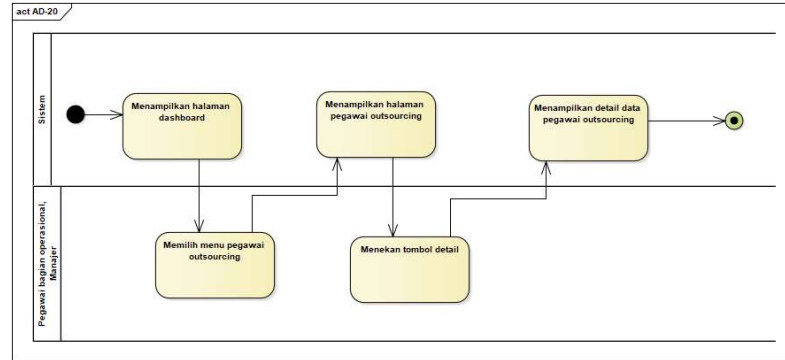 act AD-20
Sistem
Menampilkan halaman
dashboard
Menampilkan halaman
pegawai outsourcing
Menampilkan detail data
pegawai outsourcing
Pegawai bagian operasional,
Manajer
Memilih menu pegawai
outsourcing
Menekan tombol detail